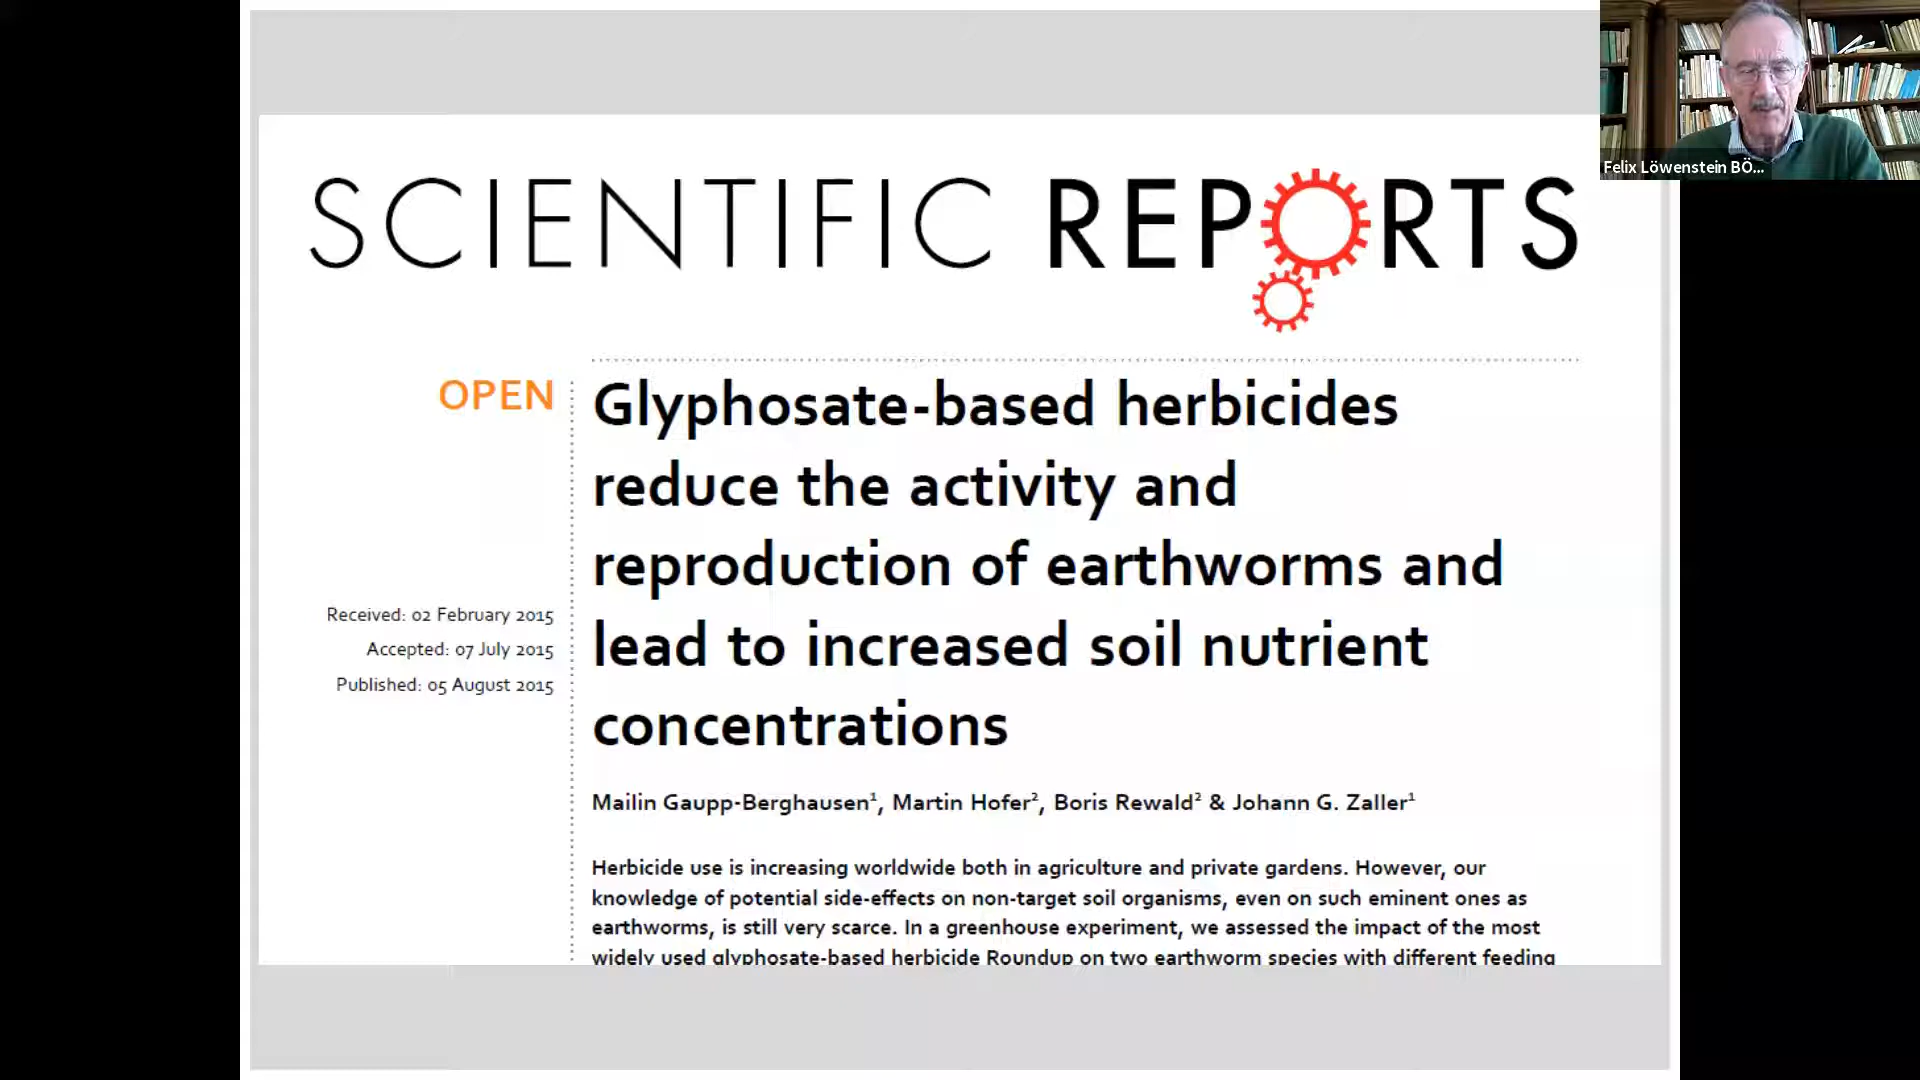 SCIENTIFIC REPORTS
Felix Löwenstein BÖ...
OPEN
Glyphosate-based herbicides
reduce the activity and
reproduction of earthworms and
lead to increased soil nutrient
concentrations
Received: 02 February 2015
Accepted: 07 July 2015
Published: 05 August 2015
Mailin Gaupp-Berghausen¹, Martin Hofer², Boris Rewald² & Johann G. Zaller¹
Herbicide use is increasing worldwide both in agriculture and private gardens. However, our
knowledge of potential side-effects on non-target soil organisms, even on such eminent ones as
earthworms, is still very scarce. In a greenhouse experiment, we assessed the impact of the most
widely used glyphosate-based herbicide Roundup on two earthworm species with different feeding